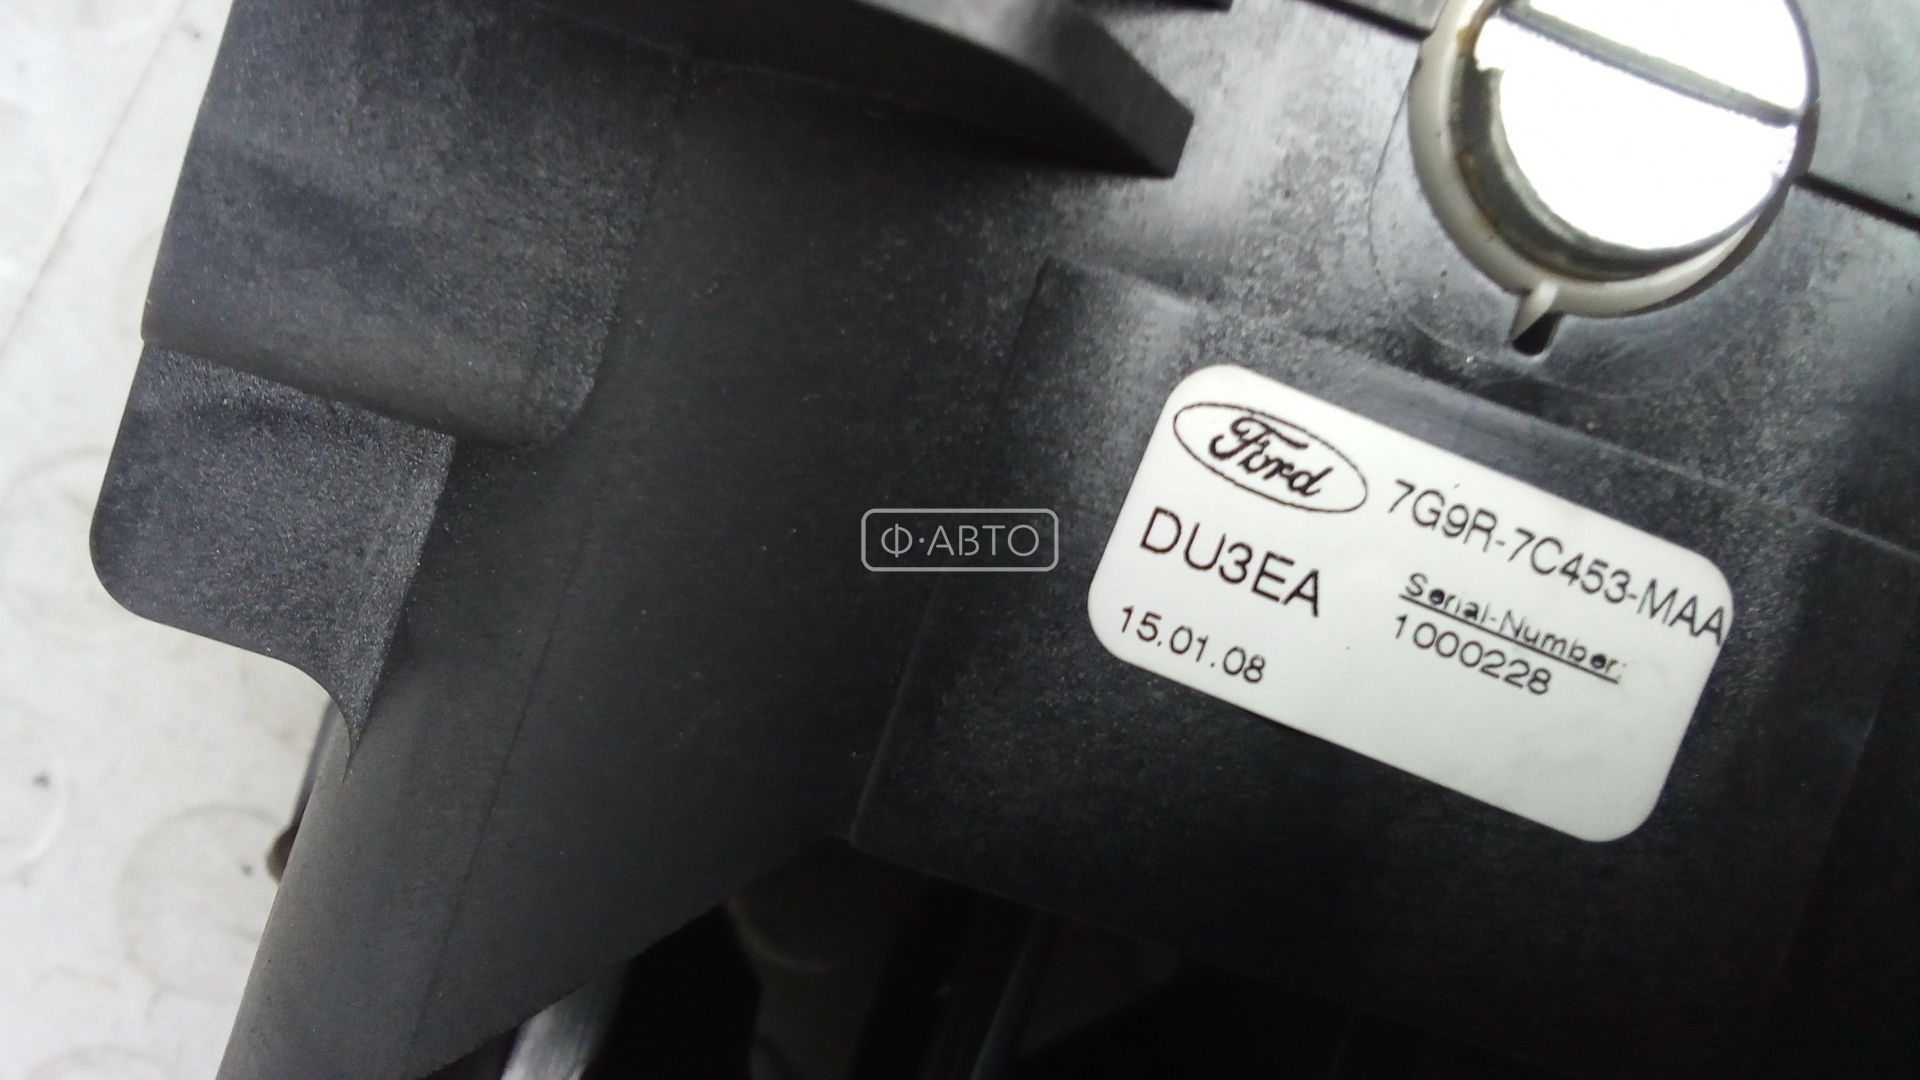 Ford 7G9R-7C453-MAA
DU3EA
Serial-Number:
15.01.08 1000228
Ф·АВТО